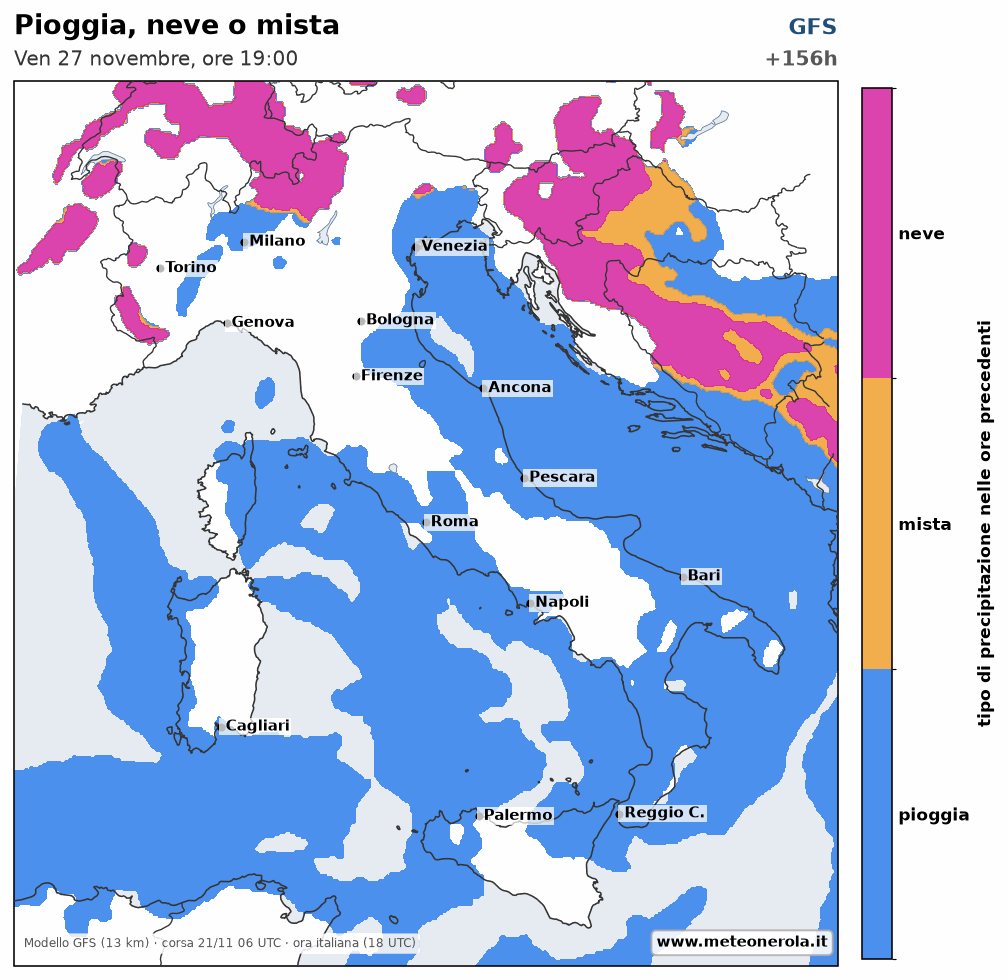 Pioggia, neve o mista
GFS
Ven 27 novembre, ore 19:00
+156h
Milano
Venezia
Torino
Genova
Bologna
Firenze
Ancona
Pescara
Roma
Bari
Napoli
Cagliari
Palermo
Reggio C.
neve
mista
pioggia
tipo di precipitazione nelle ore precedenti
Modello GFS (13 km) · corsa 21/11 06 UTC · ora italiana (18 UTC)
www.meteonerola.it